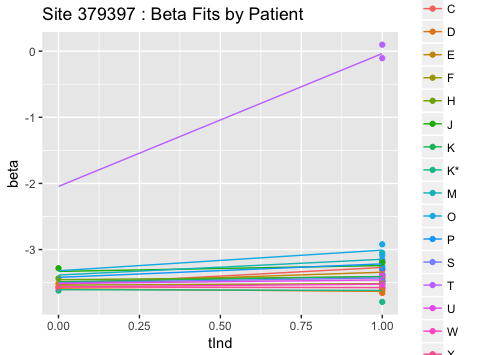 Site 379397 : Beta Fits by Patient
0
-1
-2
-3
beta
0.00 0.25 0.50 0.75 1.00
tInd
C
D
E
F
H
J
K
K*
M
O
P
S
T
U
W